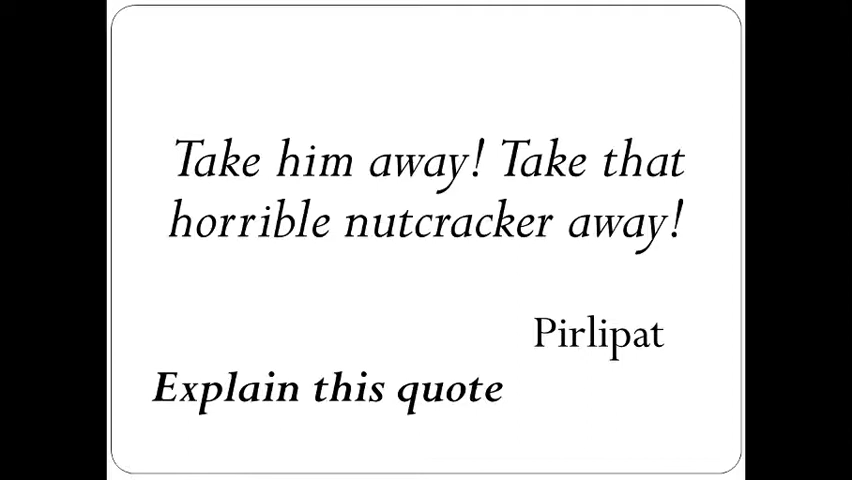 Take him away! Take that
horrible nutcracker away!
Pirlipat
Explain this quote